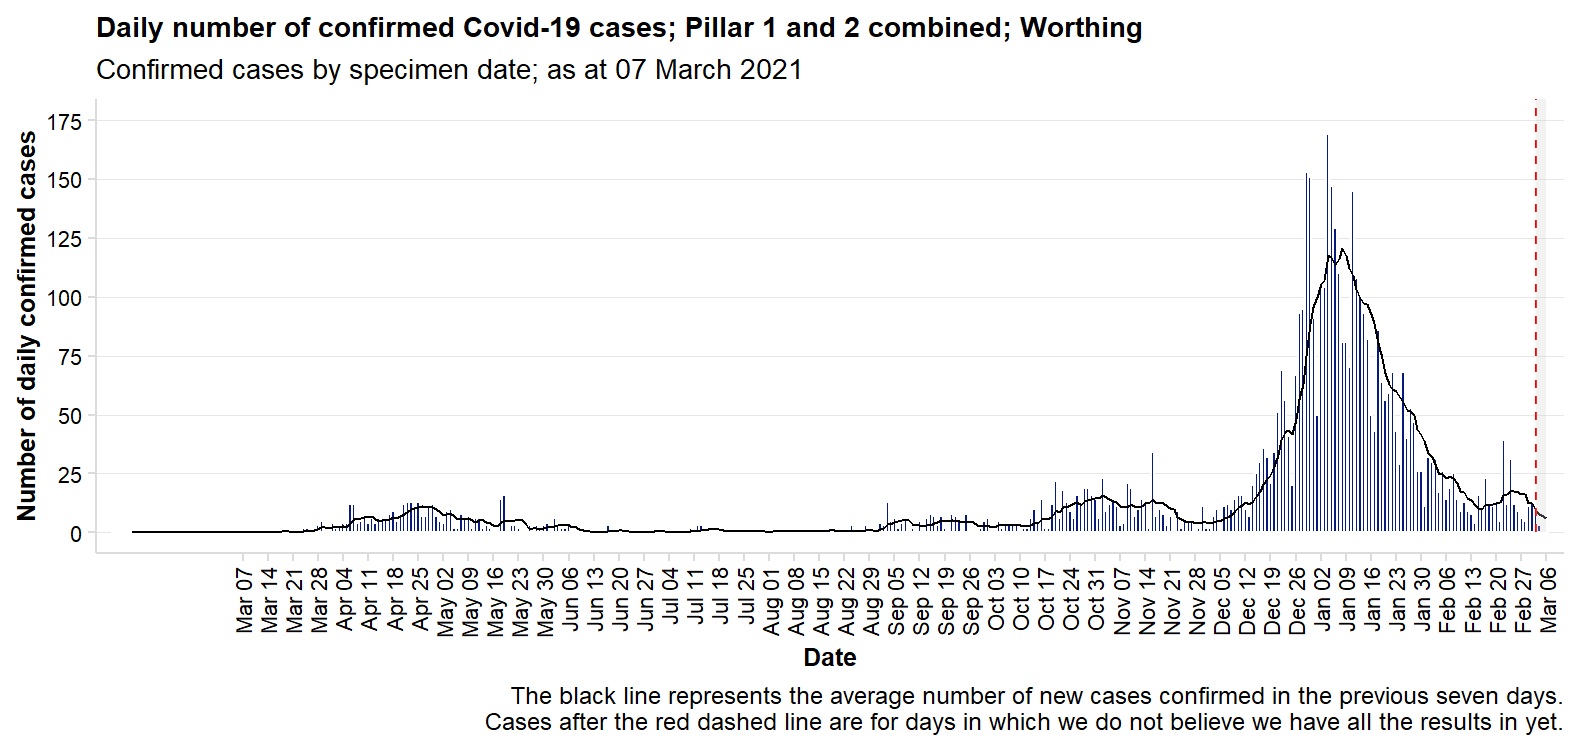 Daily number of confirmed Covid-19 cases; Pillar 1 and 2 combined; Worthing
Confirmed cases by specimen date; as at 07 March 2021
Number of daily confirmed cases
175
150
125
100
75
50
25
0
Mar 07
Mar 14
Mar 21
Mar 28
Apr 04
Apr 11
Apr 18
Apr 25
May 02
May 09
May 16
May 23
May 30
Jun 06
Jun 13
Jun 20
Jun 27
Jul 04
Jul 11
Jul 18
Jul 25
Aug 01
Aug 08
Aug 15
Aug 22
Aug 29
Sep 05
Sep 12
Sep 19
Sep 26
Oct 03
Oct 10
Oct 17
Oct 24
Oct 31
Nov 07
Nov 14
Nov 21
Nov 28
Dec 05
Dec 12
Dec 19
Dec 26
Jan 02
Jan 09
Jan 16
Jan 23
Jan 30
Feb 06
Feb 13
Feb 20
Feb 27
Mar 06
Date
The black line represents the average number of new cases confirmed in the previous seven days.
Cases after the red dashed line are for days in which we do not believe we have all the results in yet.